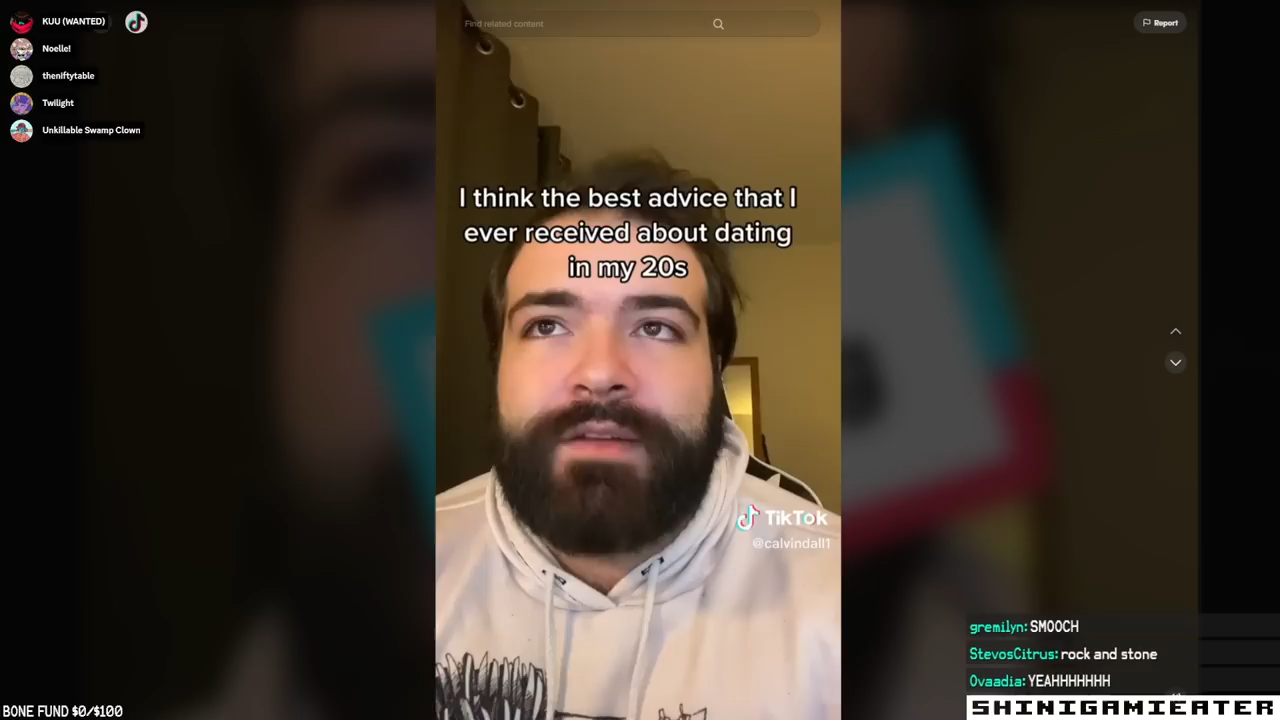 KUU (WANTED)
Noelle!
theniftytable
Twilight
Unkillable Swamp Clown
Find related content
Report
I think the best advice that I
ever received about dating
in my 20s
TikTok
@calvindall1
gremilyn: SMOOCH
StevosCitrus: rock and stone
Ovaadia: YEAHHHHHHH
BONE FUND $0/$100
SHINIGAMIEATER